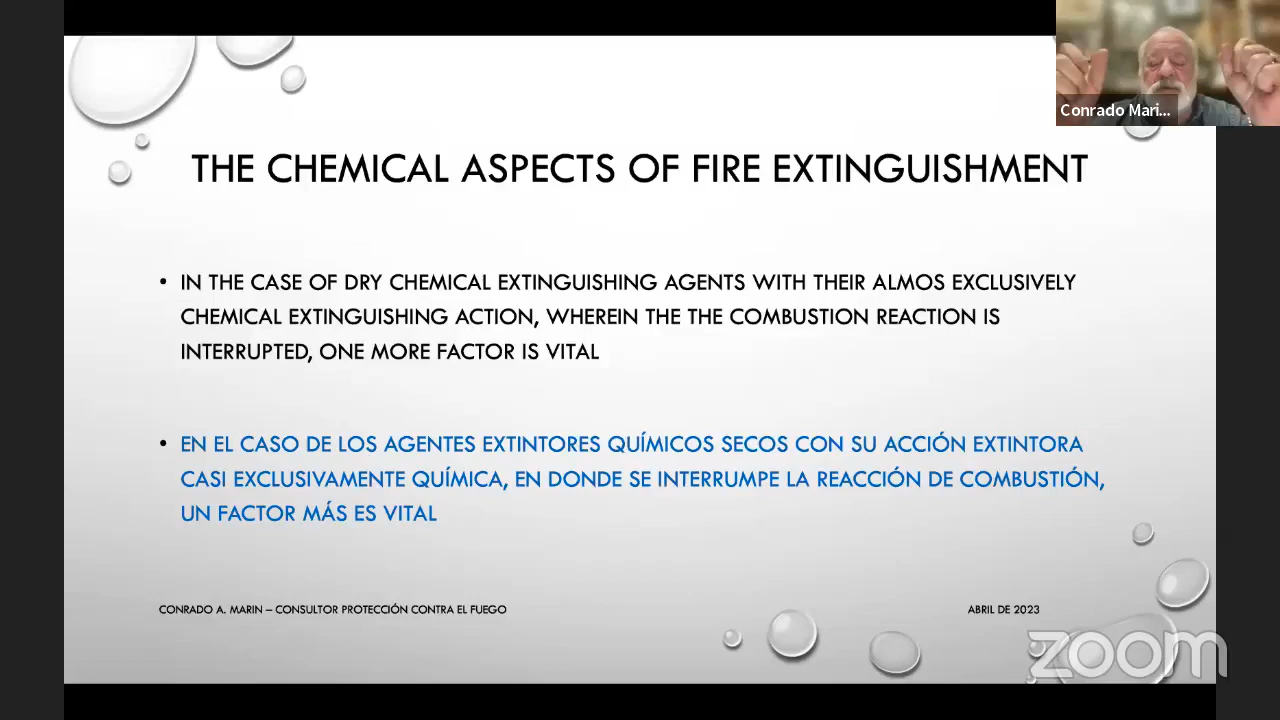 Conrado Mari...
THE CHEMICAL ASPECTS OF FIRE EXTINGUISHMENT
• IN THE CASE OF DRY CHEMICAL EXTINGUISHING AGENTS WITH THEIR ALMOS EXCLUSIVELY
CHEMICAL EXTINGUISHING ACTION, WHEREIN THE THE COMBUSTION REACTION IS
INTERRUPTED, ONE MORE FACTOR IS VITAL
• EN EL CASO DE LOS AGENTES EXTINTORES QUÍMICOS SECOS CON SU ACCIÓN EXTINTORA
CASI EXCLUSIVAMENTE QUÍMICA, EN DONDE SE INTERRUMPE LA REACCIÓN DE COMBUSTIÓN,
UN FACTOR MÁS ES VITAL
CONRADO A. MARIN – CONSULTOR PROTECCIÓN CONTRA EL FUEGO
ABRIL DE 2023
zoom